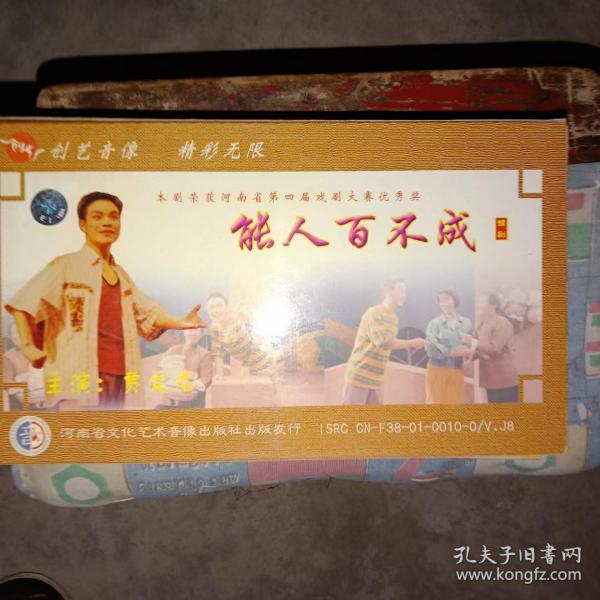 创艺音像 精彩无限
本剧荣获河南省第四届戏剧大赛优秀奖
能人百不成
主演:贾文龙
河南省文化艺术音像出版社出版发行 ISRC CN-F38-01-0010-0/V.J8
孔夫子旧书网
www.kongfz.com